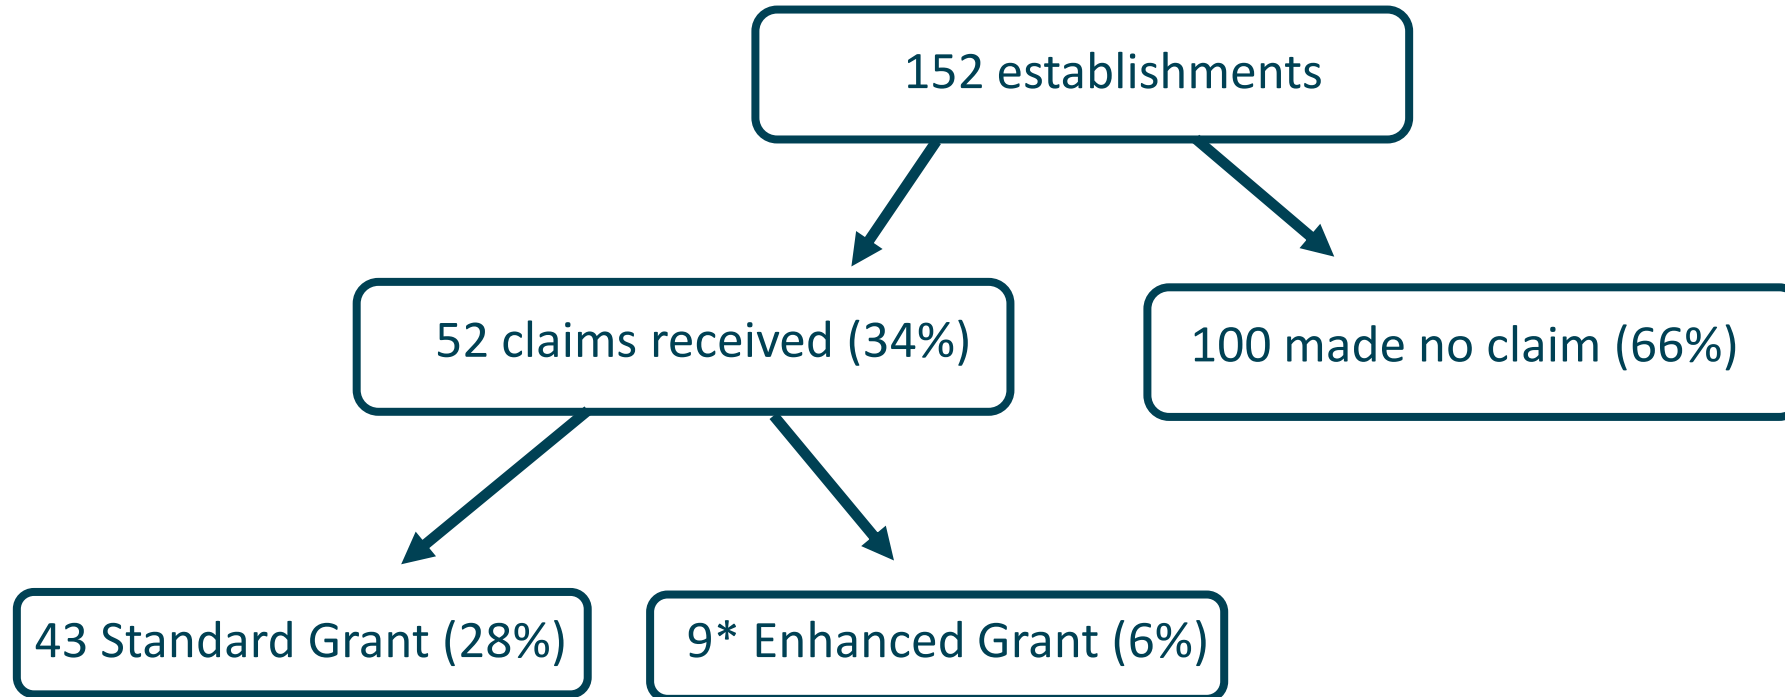 152 establishments
52 claims received (34%)
100 made no claim (66%)
43 Standard Grant (28%)
9* Enhanced Grant (6%)